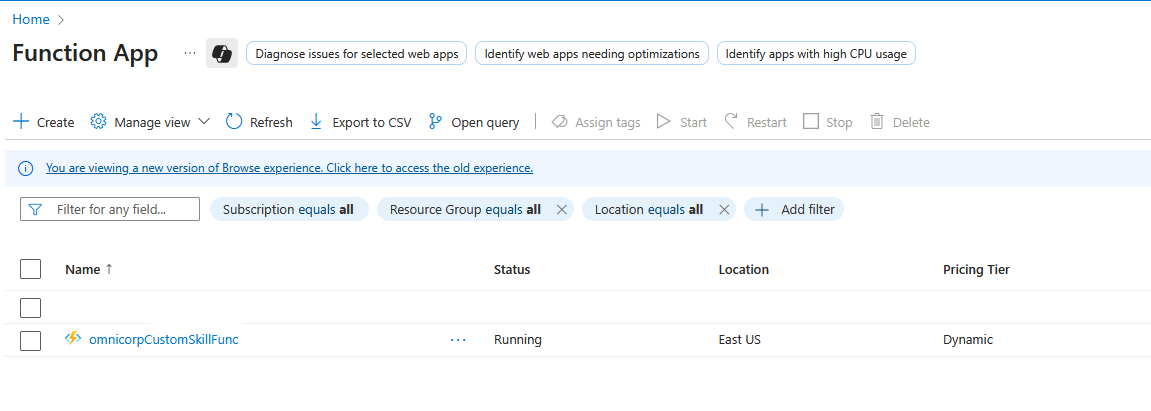 Home >
Function App ... Diagnose issues for selected web apps Identify web apps needing optimizations Identify apps with high CPU usage
Create Manage view Refresh Export to CSV Open query Assign tags Start Restart Stop Delete
You are viewing a new version of Browse experience. Click here to access the old experience.
Filter for any field... Subscription equals all Resource Group equals all Location equals all Add filter
Name ↑ Status Location Pricing Tier
omnicorpCustomSkillFunc ... Running East US Dynamic